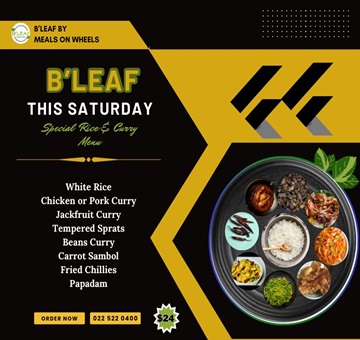 B'LEAF BY
MEALS ON WHEELS
B'LEAF
B'LEAF
THIS SATURDAY
Special Rice & Curry
Menu
White Rice
Chicken or Pork Curry
Jackfruit Curry
Tempered Sprats
Beans Curry
Carrot Sambol
Fried Chillies
Papadam
ORDER NOW
022 522 0400
$24